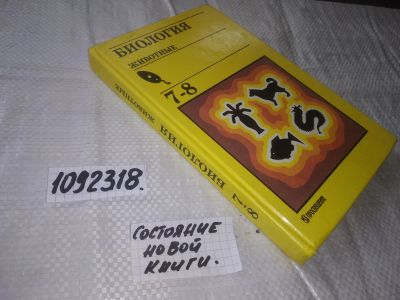 БИОЛОГИЯ
ЖИВОТНЫЕ
7-8
Просвещение
БИОЛОГИЯ ЖИВОТНЫЕ 7-8
1092318.
СОСТОЯНИЕ
НОВОЙ
КНИГИ.